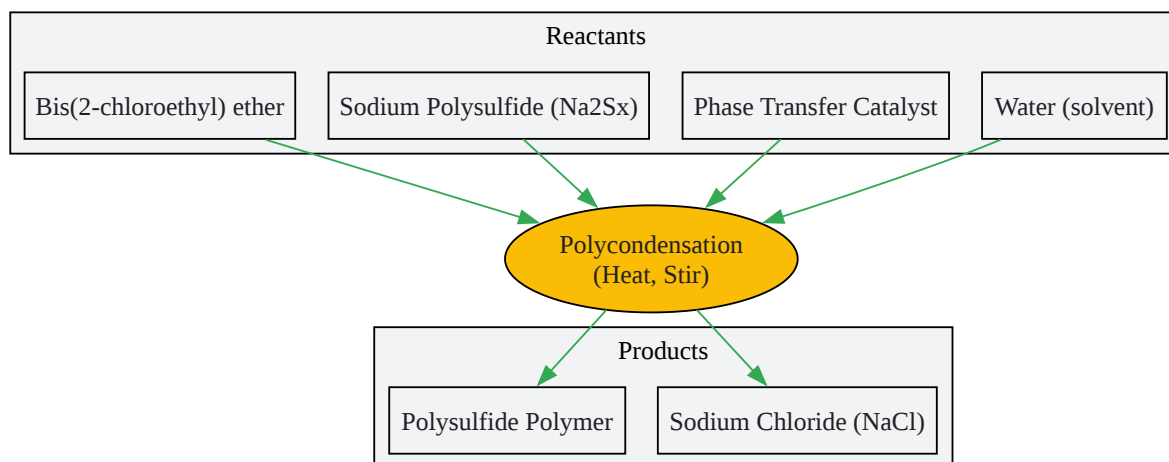 Reactants
Bis(2-chloroethyl) ether
Sodium Polysulfide (Na2Sx)
Phase Transfer Catalyst
Water (solvent)
Polycondensation
(Heat, Stir)
Products
Polysulfide Polymer
Sodium Chloride (NaCl)